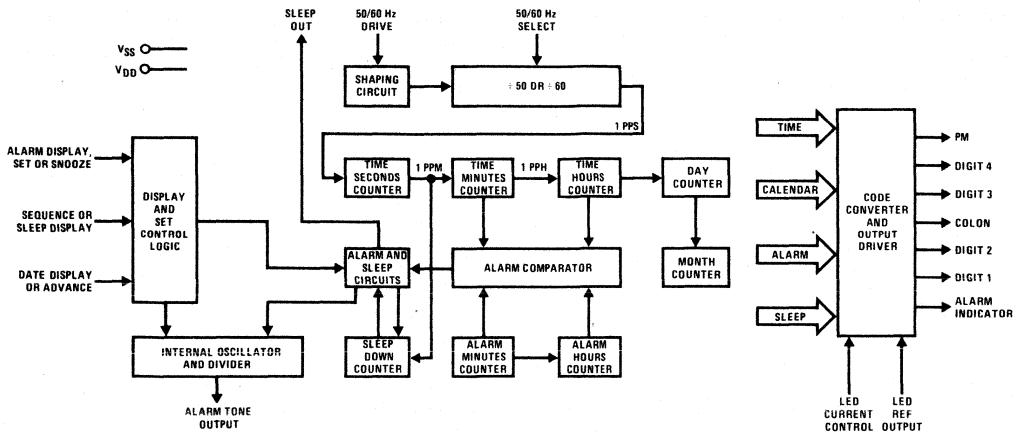 SLEEP
OUT
50/60 Hz
DRIVE
50/60 Hz
SELECT
VSS
VDD
SHAPING
CIRCUIT
÷50 DR ÷60
1 PPS
ALARM DISPLAY,
SET OR SNOOZE
SEQUENCE OR
SLEEP DISPLAY
DATE DISPLAY
OR ADVANCE
DISPLAY
AND
SET
CONTROL
LOGIC
TIME
SECONDS
COUNTER
1 PPM
TIME
MINUTES
COUNTER
1 PPH
TIME
HOURS
COUNTER
DAY
COUNTER
ALARM AND
SLEEP
CIRCUITS
ALARM COMPARATOR
MONTH
COUNTER
INTERNAL OSCILLATOR
AND DIVIDER
SLEEP
DOWN
COUNTER
ALARM
MINUTES
COUNTER
ALARM
HOURS
COUNTER
ALARM TONE
OUTPUT
TIME
CALENDAR
ALARM
SLEEP
CODE
CONVERTER
AND
OUTPUT
DRIVER
PM
DIGIT 4
DIGIT 3
COLON
DIGIT 2
DIGIT 1
ALARM
INDICATOR
LED
CURRENT
CONTROL
LED
REF
OUTPUT